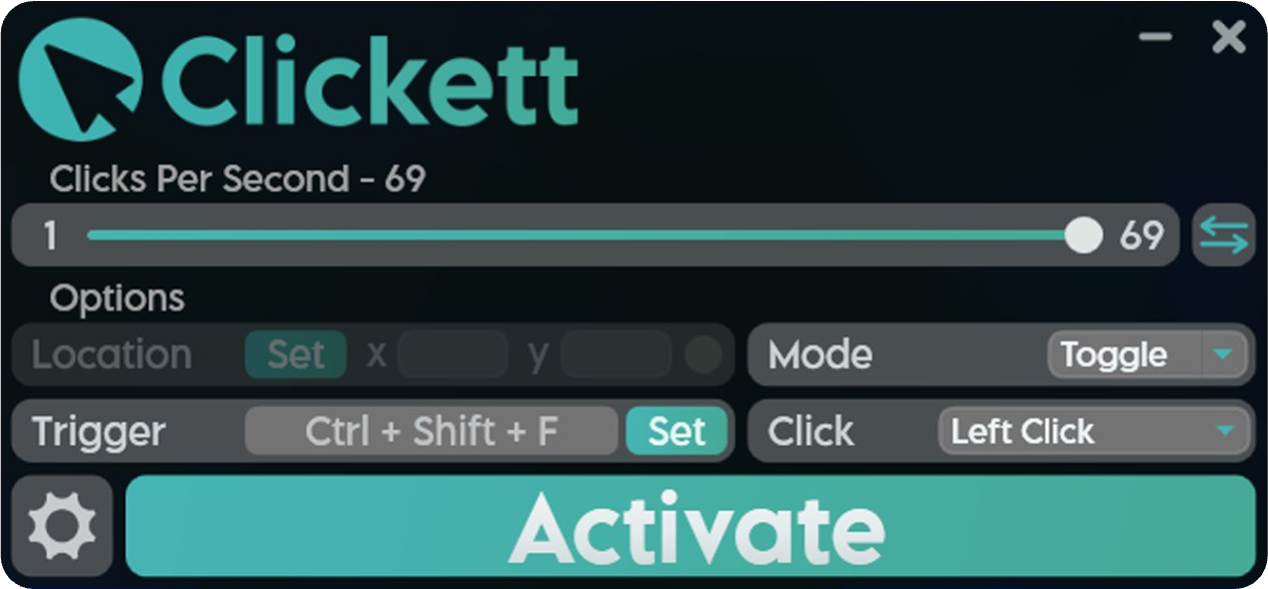 Clickett
Clicks Per Second - 69
1 69
Options
Location Set x y
Mode Toggle
Trigger Ctrl + Shift + F Set
Click Left Click
Activate